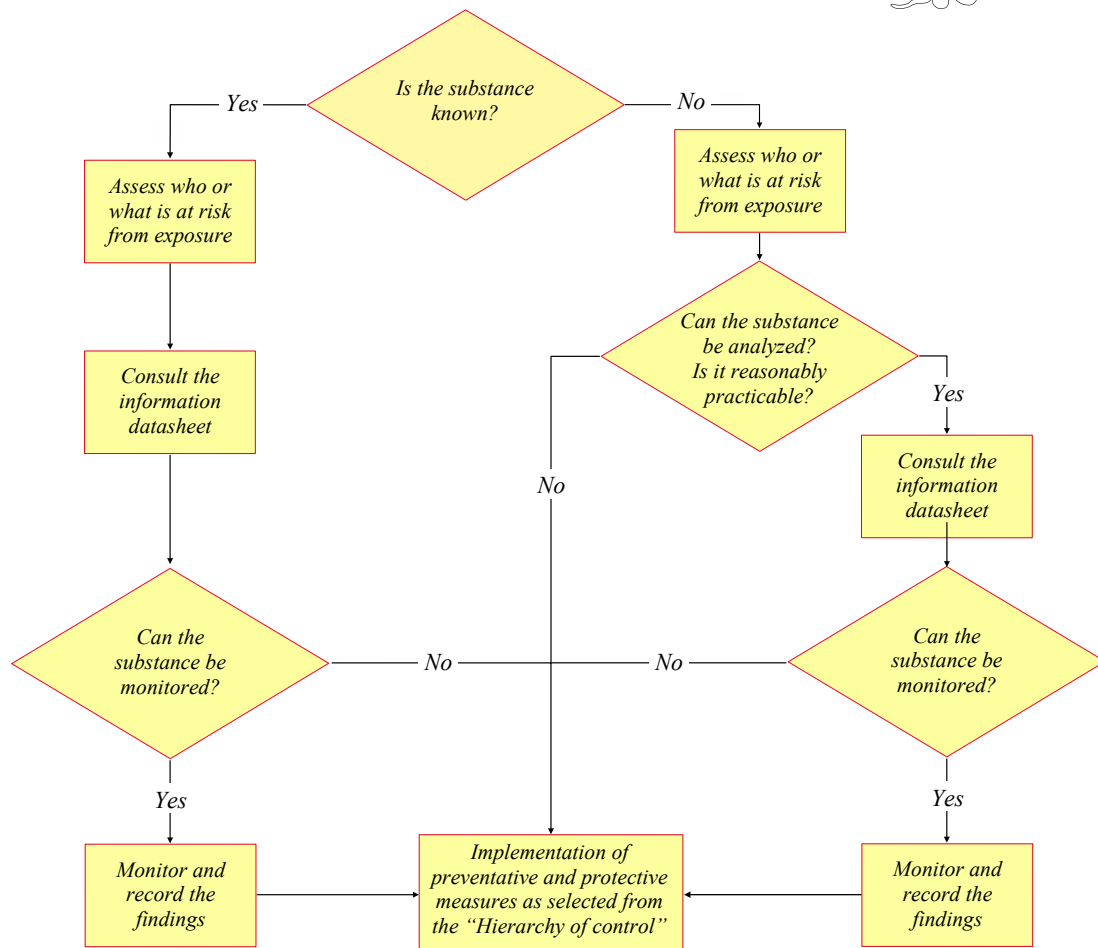 Is the substance
known?
Yes
No
Assess who or
what is at risk
from exposure
Assess who or
what is at risk
from exposure
Can the substance
be analyzed?
Is it reasonably
practicable?
Consult the
information
datasheet
Yes
No
Consult the
information
datasheet
Can the
substance be
monitored?
No
No
Can the
substance be
monitored?
Yes
Yes
Monitor and
record the
findings
Implementation of
preventative and protective
measures as selected from
the “Hierarchy of control”
Monitor and
record the
findings